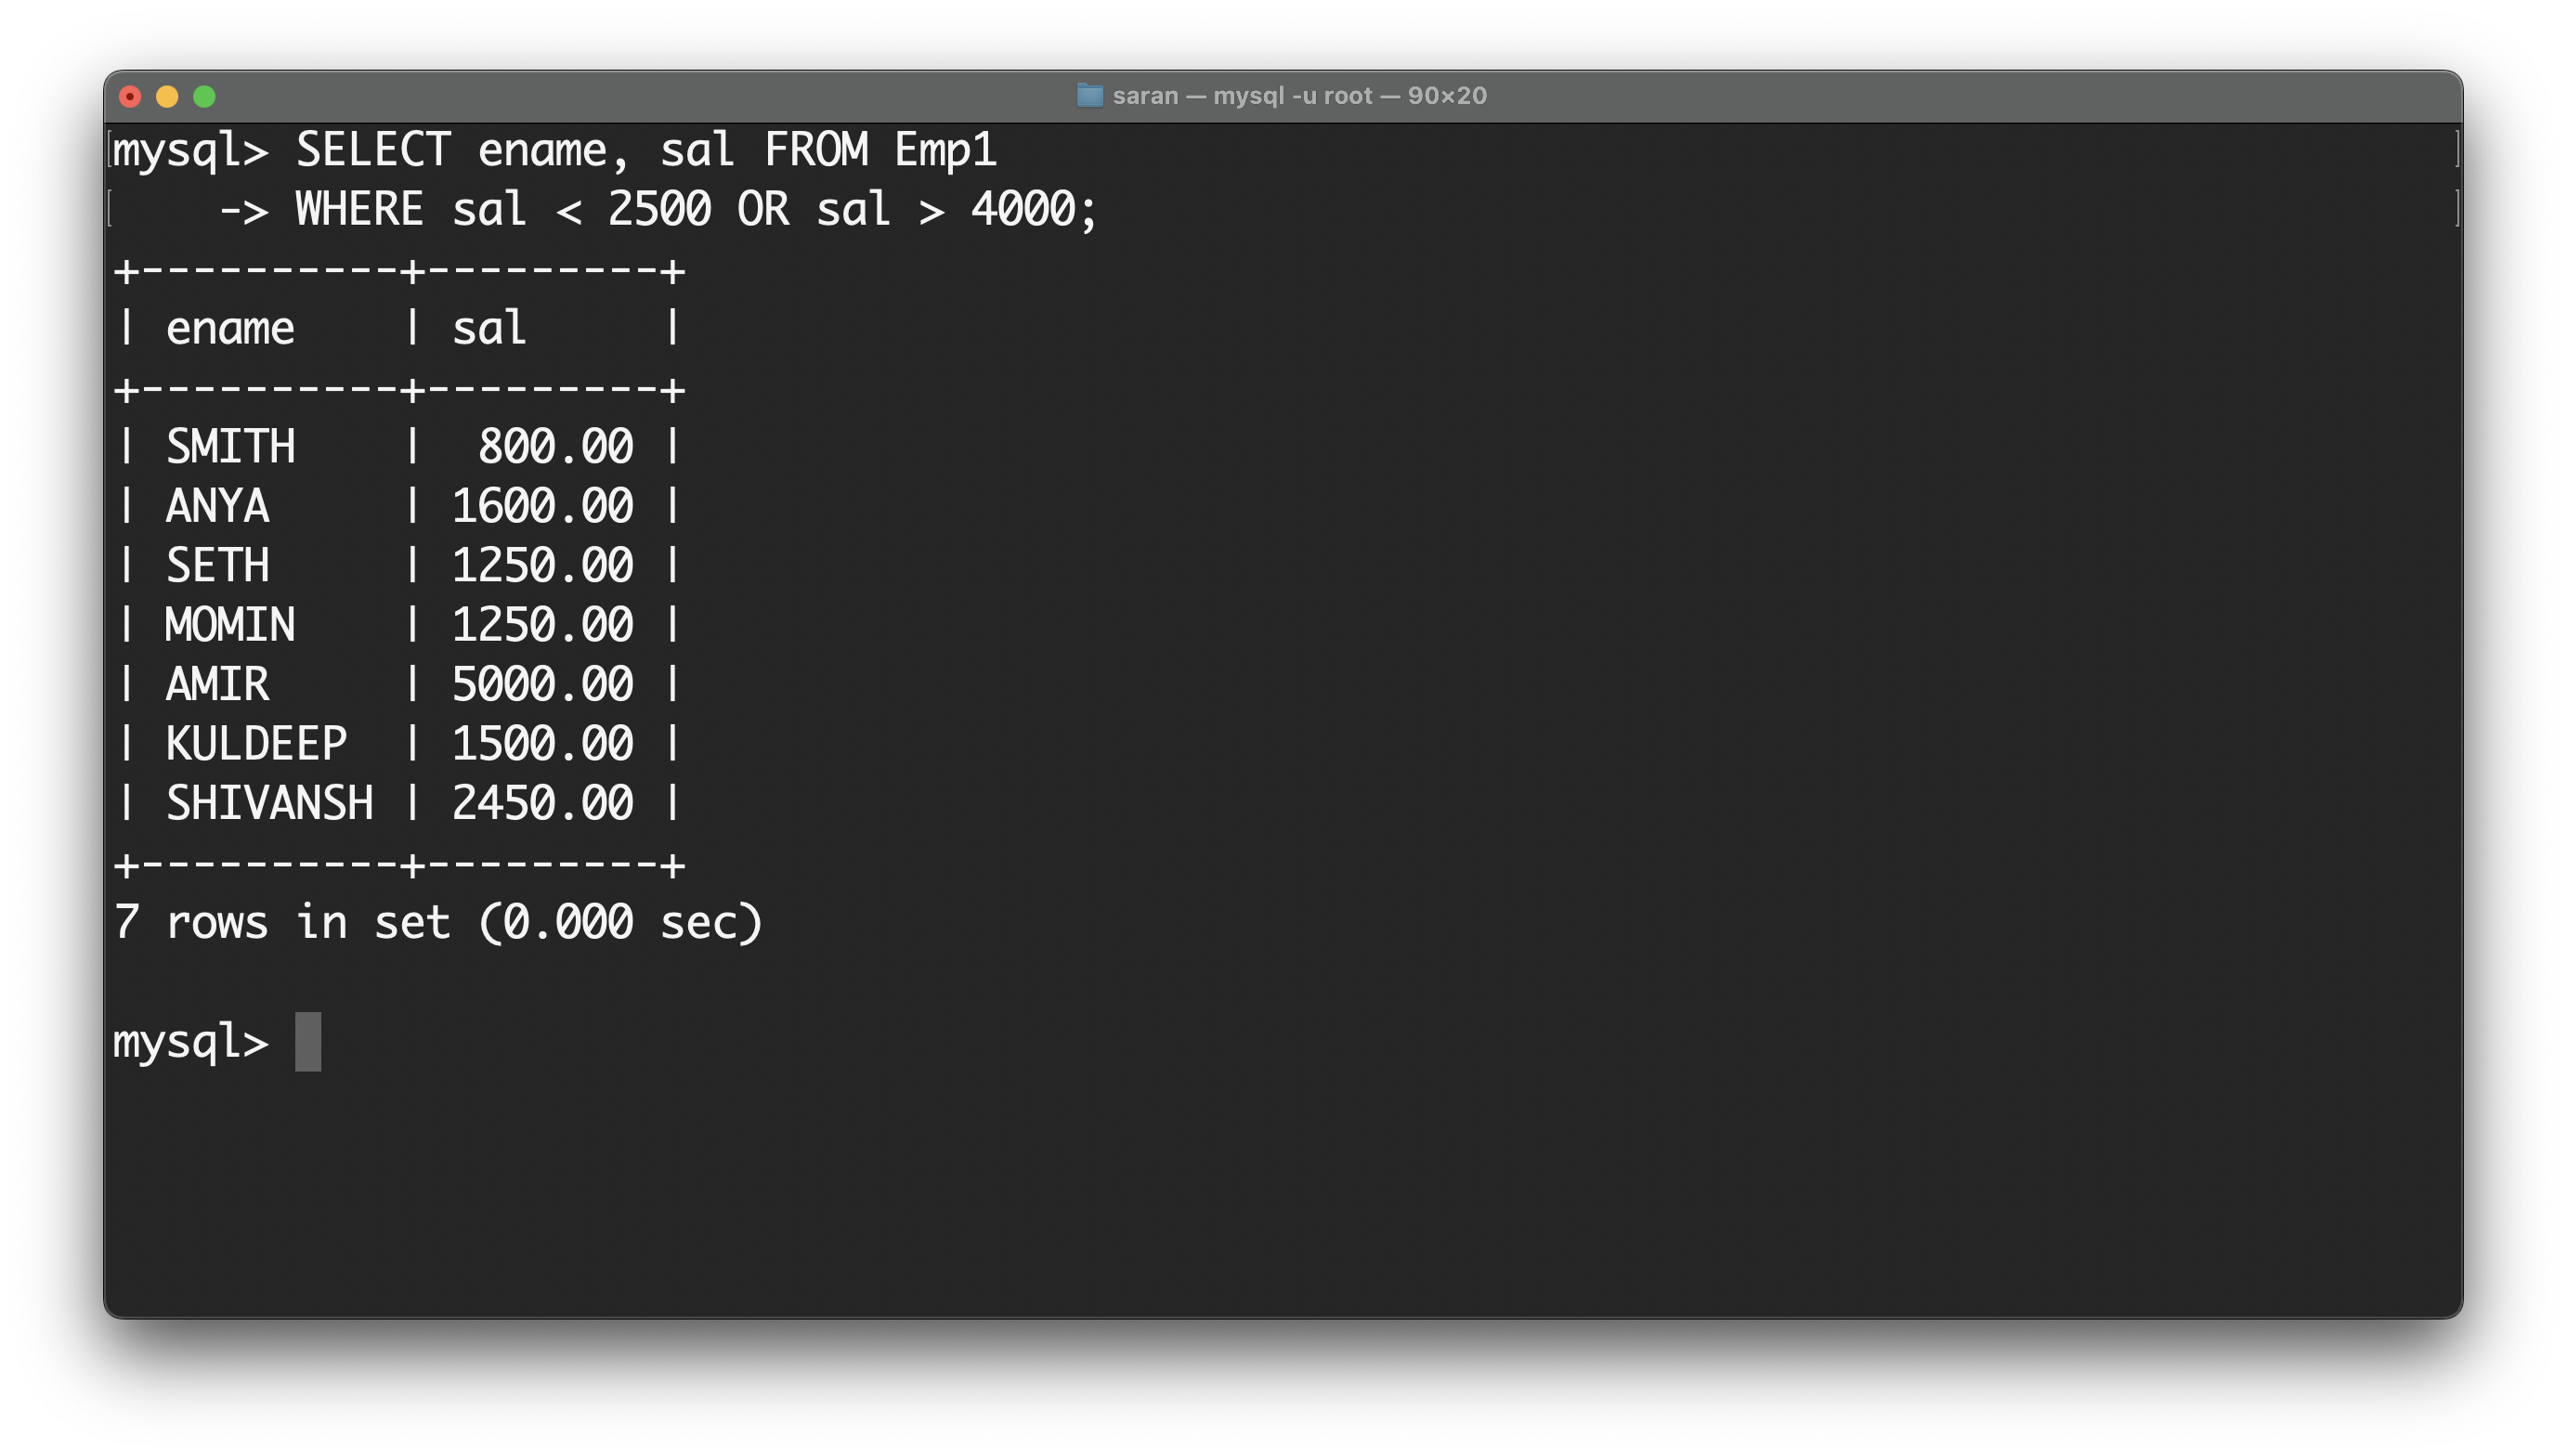 saran — mysql -u root — 90×20
mysql> SELECT ename, sal FROM Emp1
    -> WHERE sal < 2500 OR sal > 4000;
+----------+---------+
| ename    | sal     |
+----------+---------+
| SMITH    |  800.00 |
| ANYA     | 1600.00 |
| SETH     | 1250.00 |
| MOMIN    | 1250.00 |
| AMIR     | 5000.00 |
| KULDEEP  | 1500.00 |
| SHIVANSH | 2450.00 |
+----------+---------+
7 rows in set (0.000 sec)
mysql>